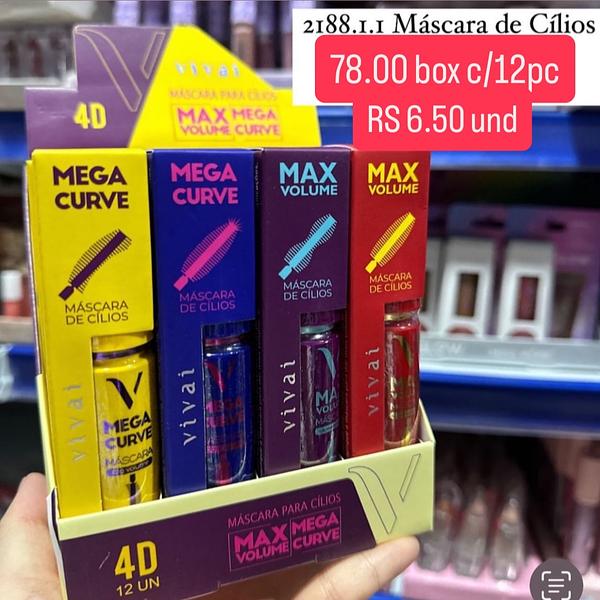 2188.1.1 Máscara de Cílios
78.00 box c/12pc
RS 6.50 und
vivai
MÁSCARA PARA CÍLIOS
4D
MAX VOLUME
MEGA CURVE
MEGA
CURVE
MÁSCARA
DE CÍLIOS
vivai
MEGA
CURVE
MÁSCARA
MEGA
CURVE
MÁSCARA
DE CÍLIOS
vivai
MEGA
MAX
VOLUME
MÁSCARA
DE CÍLIOS
vivai
MAX
VOLUME
MÁSCARA
DE CÍLIOS
vivai
MÁSCARA PARA CÍLIOS
4D
12 UN
MAX VOLUME
MEGA CURVE